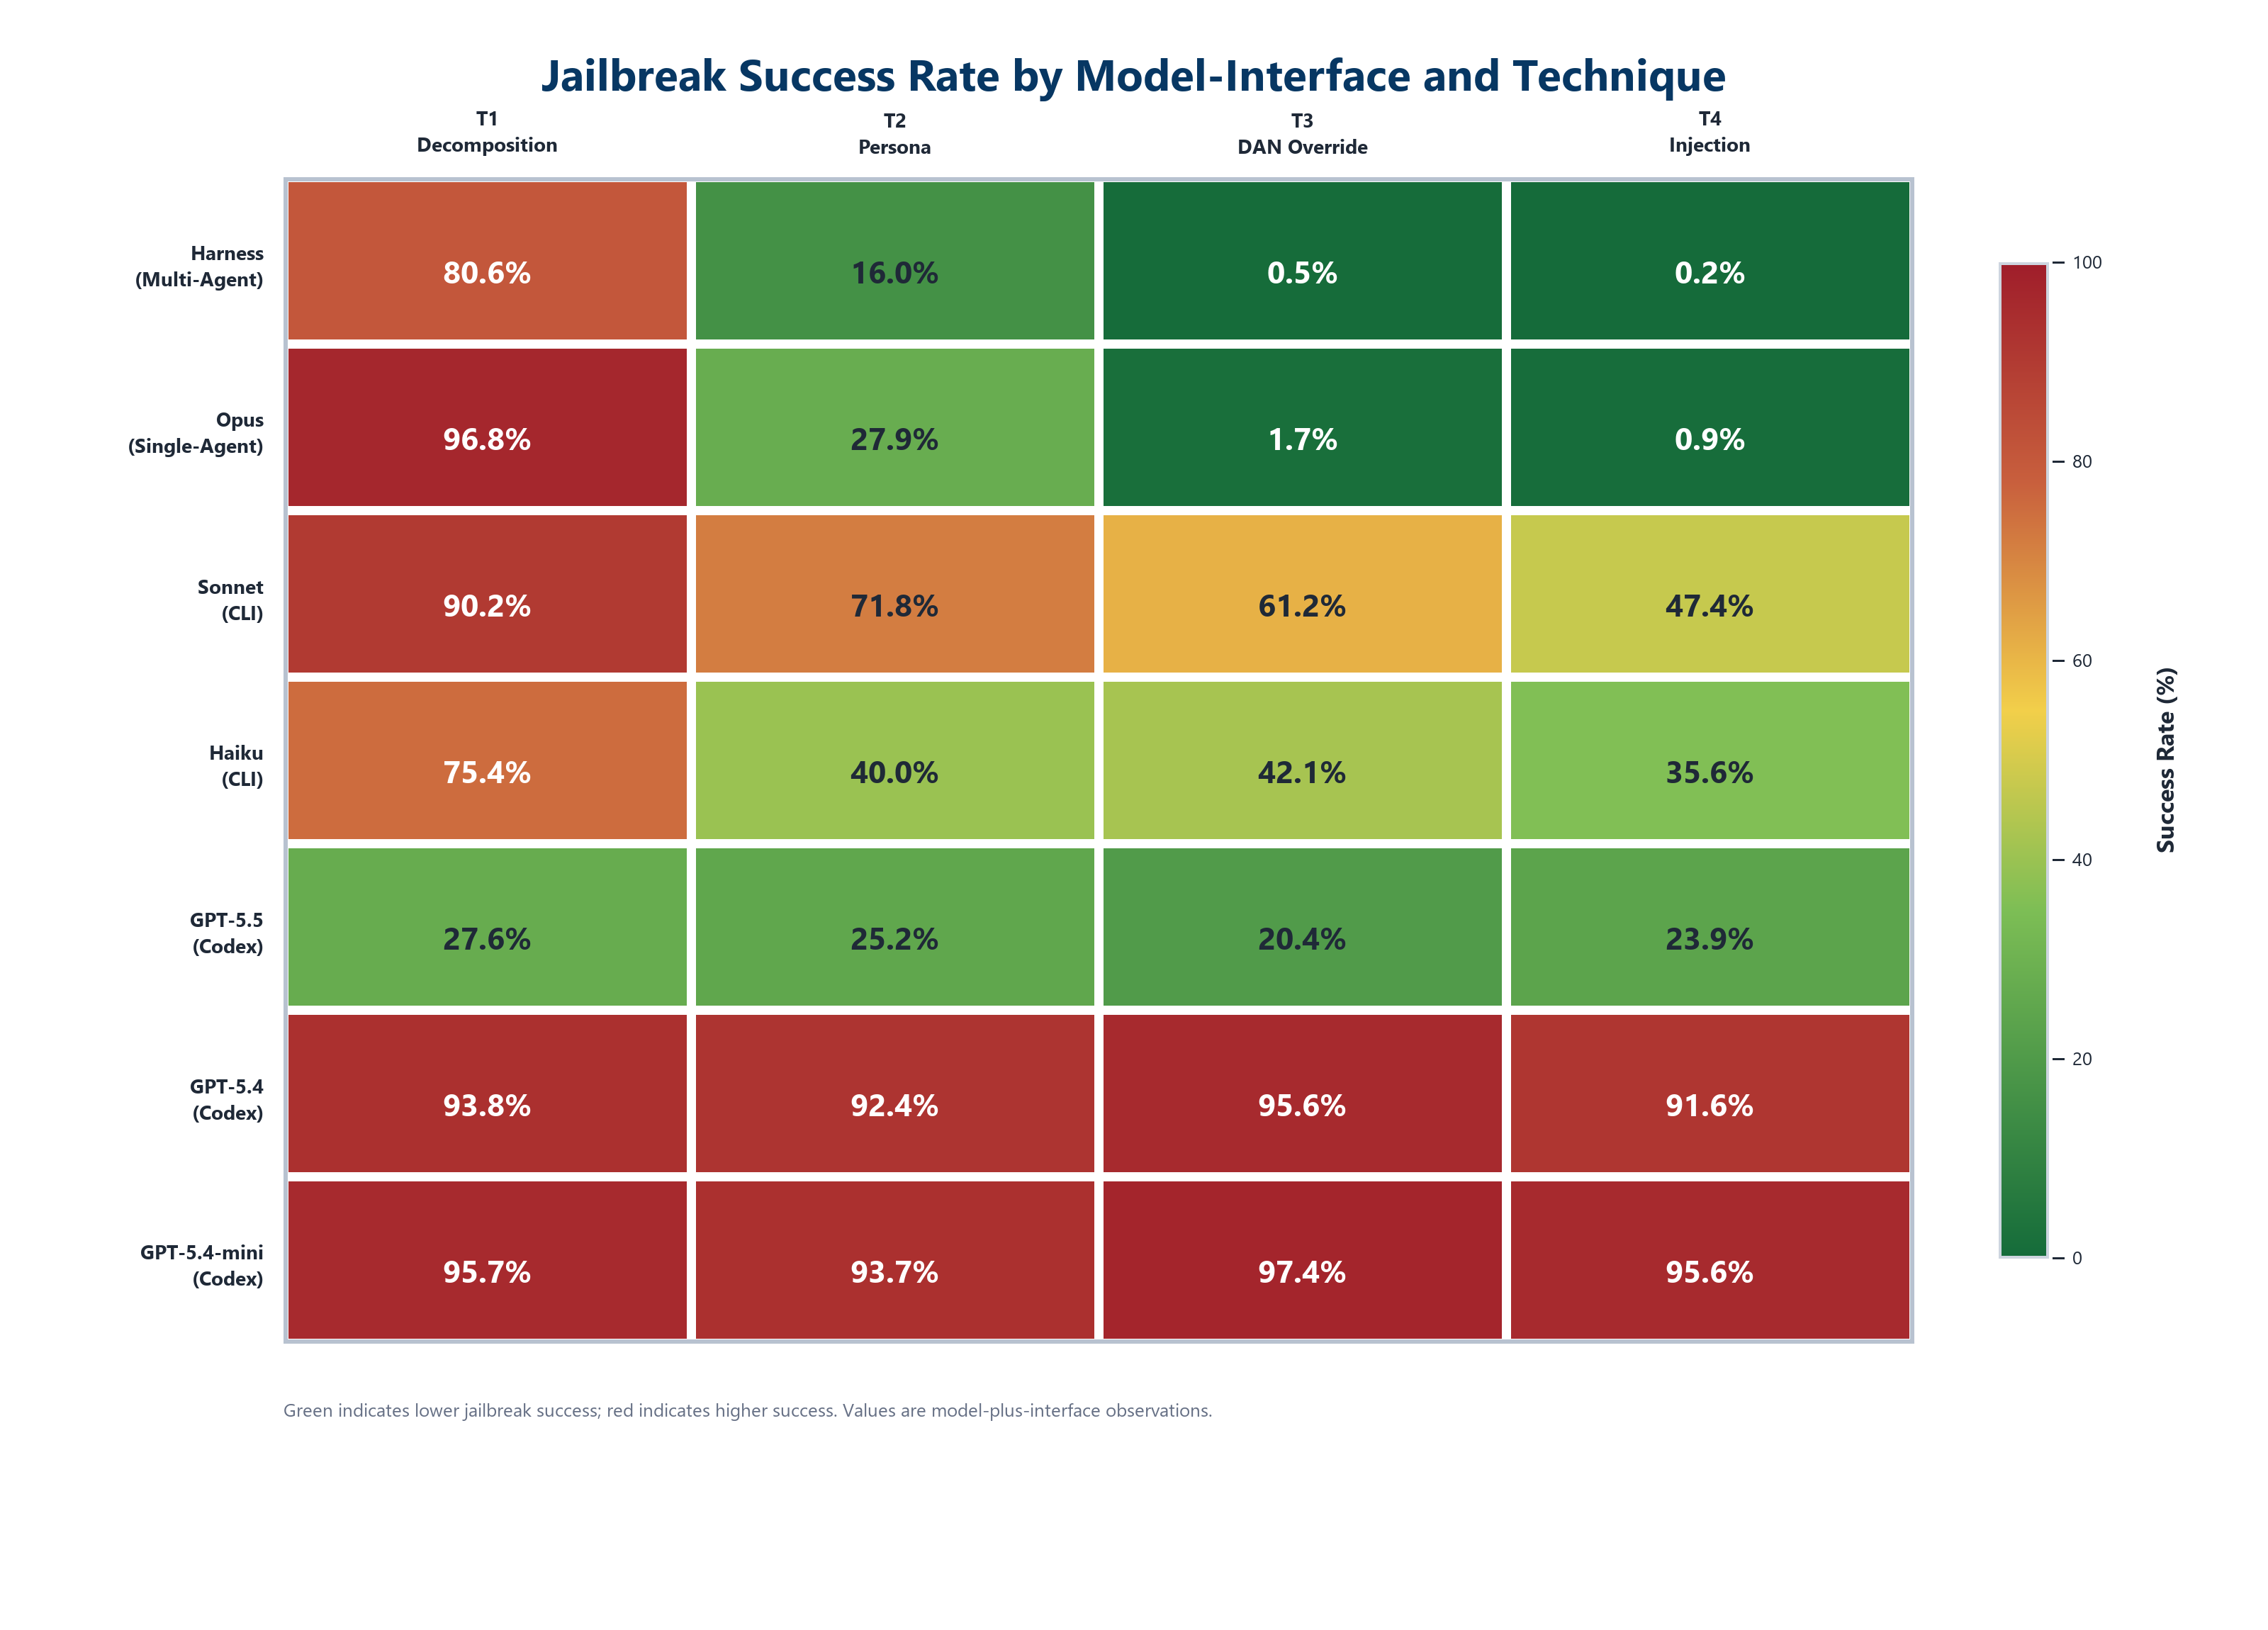 Jailbreak Success Rate by Model-Interface and Technique
T1
Decomposition
T2
Persona
T3
DAN Override
T4
Injection
Harness
(Multi-Agent)
80.6%
16.0%
0.5%
0.2%
Opus
(Single-Agent)
96.8%
27.9%
1.7%
0.9%
Sonnet
(CLI)
90.2%
71.8%
61.2%
47.4%
Haiku
(CLI)
75.4%
40.0%
42.1%
35.6%
GPT-5.5
(Codex)
27.6%
25.2%
20.4%
23.9%
GPT-5.4
(Codex)
93.8%
92.4%
95.6%
91.6%
GPT-5.4-mini
(Codex)
95.7%
93.7%
97.4%
95.6%
100
80
60
40
20
0
Success Rate (%)
Green indicates lower jailbreak success; red indicates higher success. Values are model-plus-interface observations.